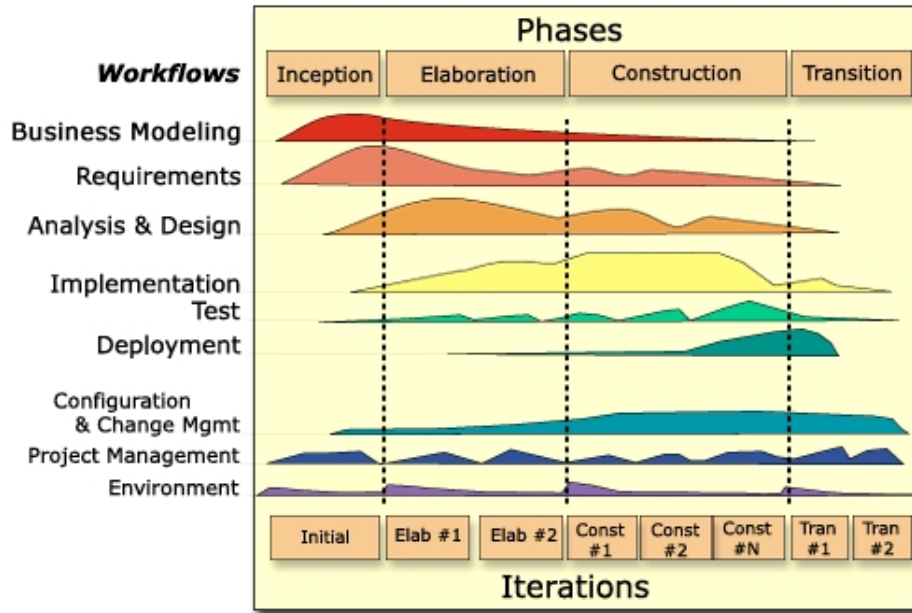 Phases
Workflows
Inception
Elaboration
Construction
Transition
Business Modeling
Requirements
Analysis & Design
Implementation
Test
Deployment
Configuration
& Change Mgmt
Project Management
Environment
Initial
Elab #1
Elab #2
Const
#1
Const
#2
Const
#N
Tran
#1
Tran
#2
Iterations